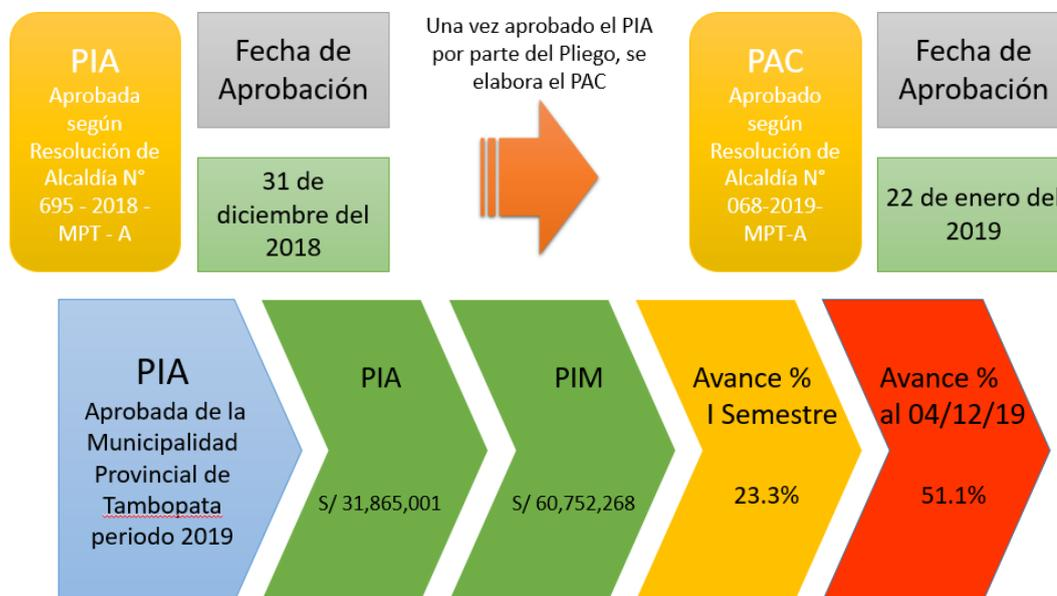 PIA
Aprobada
según
Resolución de
Alcaldía N°
695 - 2018 -
MPT - A
Fecha de
Aprobación
31 de
diciembre del
2018
Una vez aprobado el PIA
por parte del Pliego, se
elabora el PAC
PAC
Aprobado
según
Resolución de
Alcaldía N°
068-2019-
MPT-A
Fecha de
Aprobación
22 de enero del
2019
PIA
Aprobada de la
Municipalidad
Provincial de
Tambopata
periodo 2019
PIA
S/ 31,865,001
PIM
S/ 60,752,268
Avance %
I Semestre
23.3%
Avance %
al 04/12/19
51.1%